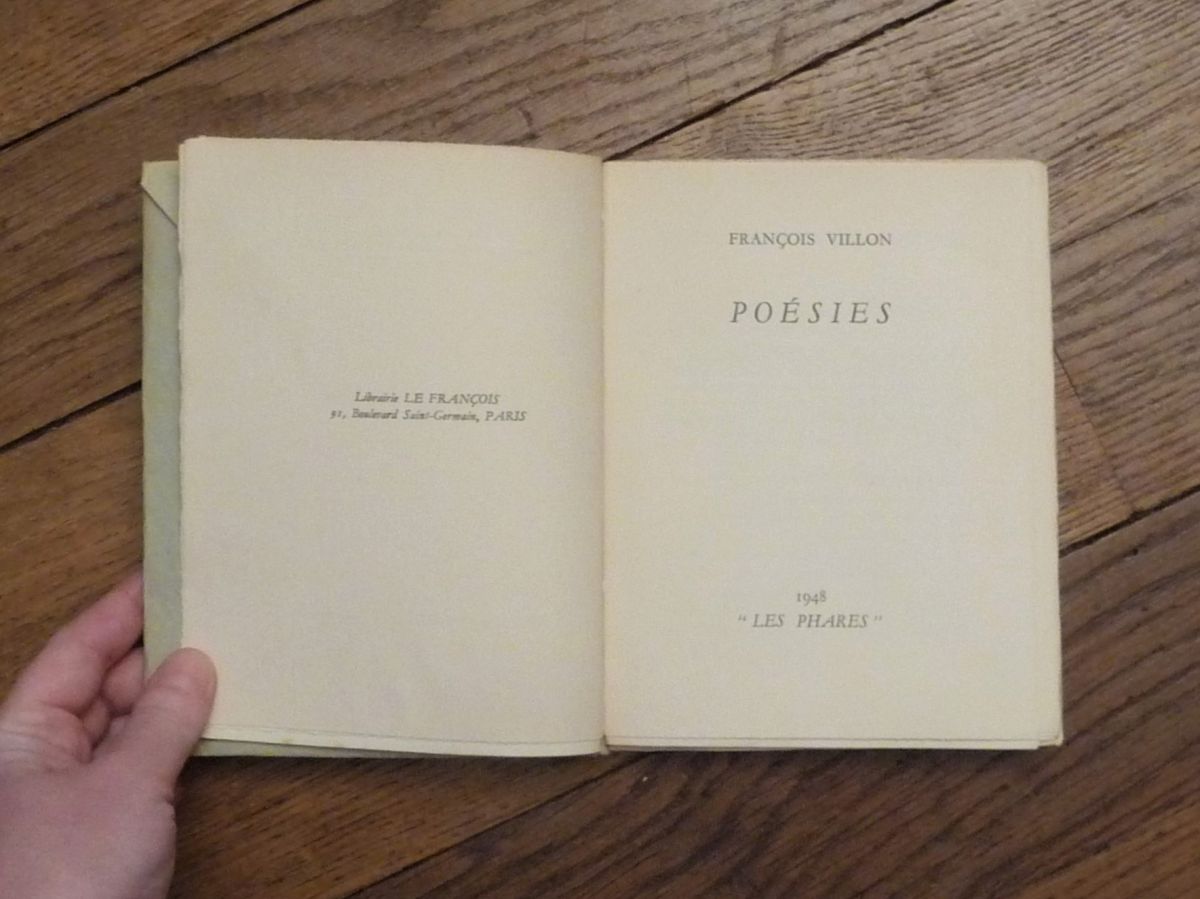 Librairie LE FRANÇOIS
91, Boulevard Saint-Germain, PARIS
FRANÇOIS VILLON
POÉSIES
1948
"LES PHARES"